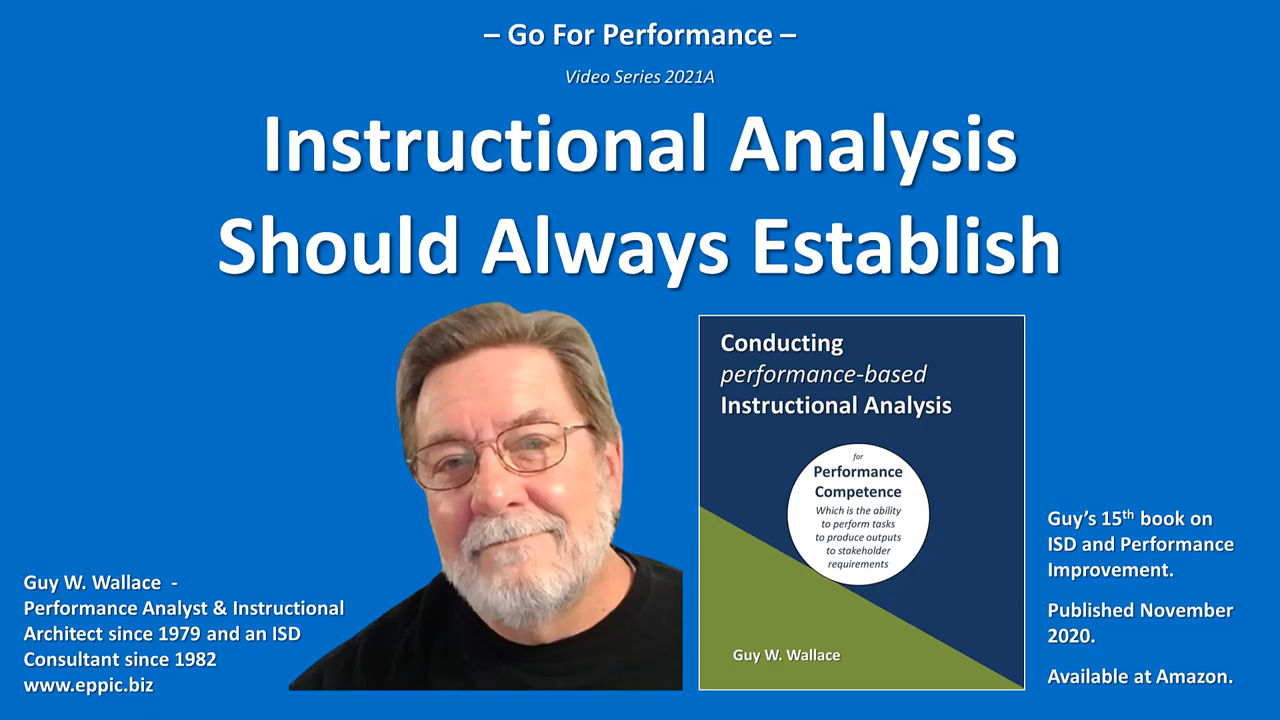 – Go For Performance –
Video Series 2021A
Instructional Analysis
Should Always Establish
Conducting
performance-based
Instructional Analysis
for
Performance
Competence
Which is the ability
to perform tasks
to produce outputs
to stakeholder
requirements
Guy W. Wallace
Guy W. Wallace -
Performance Analyst & Instructional
Architect since 1979 and an ISD
Consultant since 1982
www.eppic.biz
Guy’s 15th book on
ISD and Performance
Improvement.
Published November
2020.
Available at Amazon.